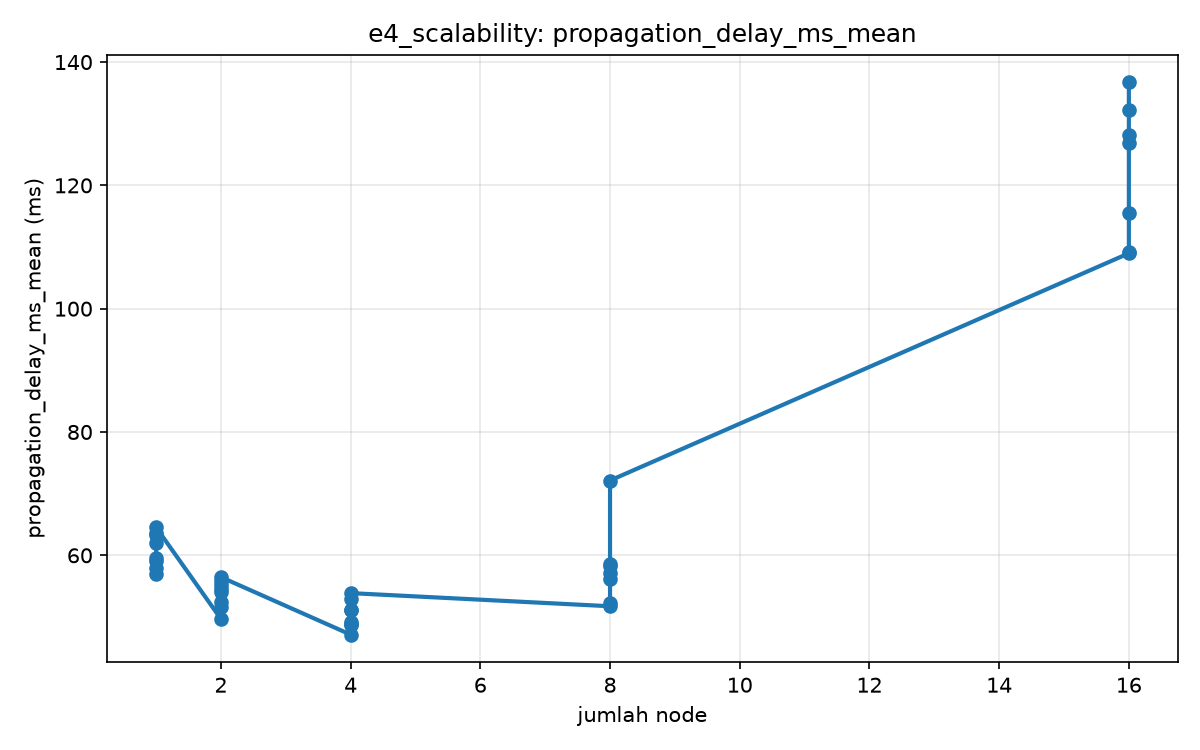 e4_scalability: propagation_delay_ms_mean
propagation_delay_ms_mean (ms)
140
120
100
80
60
2 4 6 8 10 12 14 16
jumlah node